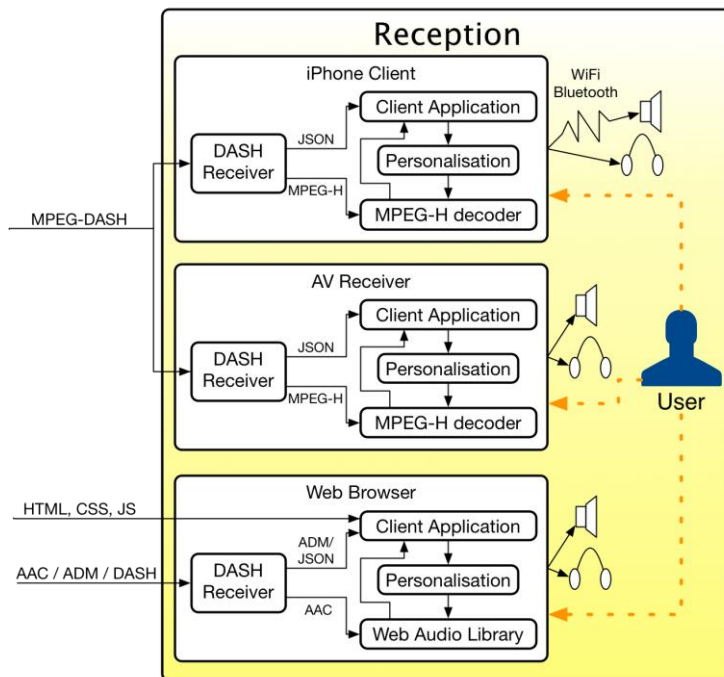 Reception
iPhone Client
WiFi
Bluetooth
Client Application
JSON
DASH
Receiver
Personalisation
MPEG-H
MPEG-H decoder
MPEG-DASH
AV Receiver
Client Application
JSON
DASH
Receiver
Personalisation
MPEG-H
MPEG-H decoder
User
Web Browser
HTML, CSS, JS
Client Application
ADM/
JSON
DASH
Receiver
AAC / ADM / DASH
Personalisation
AAC
Web Audio Library